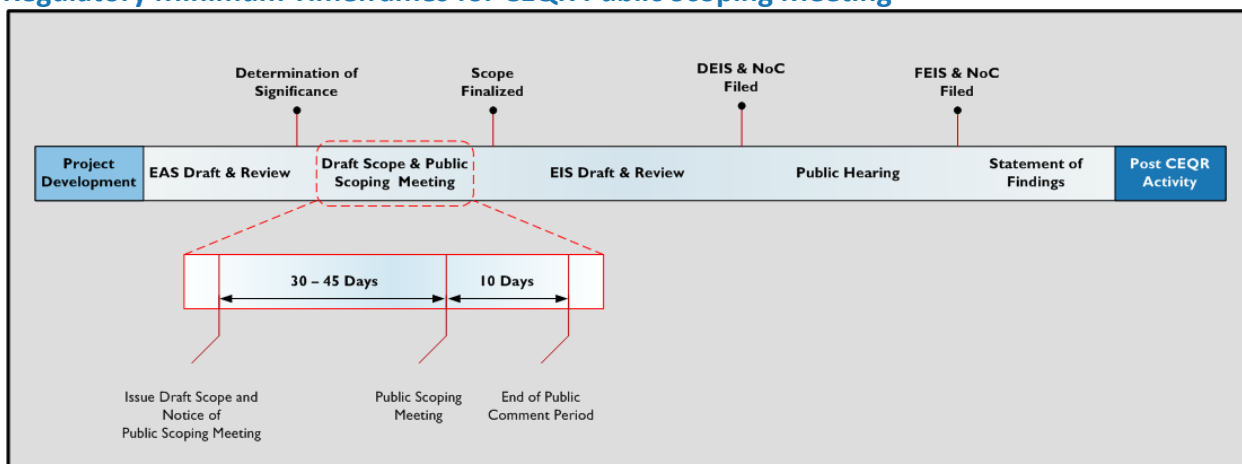 Regulatory Minimum Timeframes for CEQR Public Scoping Meeting
Determination of
Significance
Scope
Finalized
DEIS & NoC
Filed
FEIS & NoC
Filed
Project
Development
EAS Draft & Review
Draft Scope & Public
Scoping Meeting
EIS Draft & Review
Public Hearing
Statement of
Findings
Post CEQR
Activity
30 – 45 Days
10 Days
Issue Draft Scope and
Notice of
Public Scoping Meeting
Public Scoping
Meeting
End of Public
Comment Period